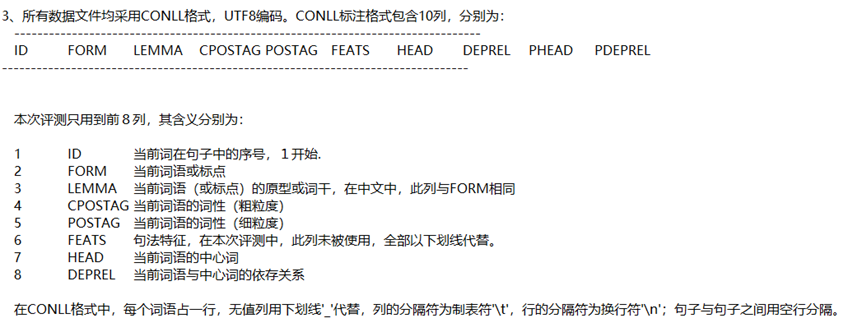 3、所有数据文件均采用CONLL格式，UTF8编码。CONLL标注格式包含10列，分别为：
---------------------------------------------------------------------------------
ID FORM LEMMA CPOSTAG POSTAG FEATS HEAD DEPREL PHEAD PDEPREL
---------------------------------------------------------------------------------
本次评测只用到前８列，其含义分别为：
1 ID 当前词在句子中的序号，１开始.
2 FORM 当前词语或标点
3 LEMMA 当前词语（或标点）的原型或词干，在中文中，此列与FORM相同
4 CPOSTAG 当前词语的词性（粗粒度）
5 POSTAG 当前词语的词性（细粒度）
6 FEATS 句法特征，在本次评测中，此列未被使用，全部以下划线代替。
7 HEAD 当前词语的中心词
8 DEPREL 当前词语与中心词的依存关系
在CONLL格式中，每个词语占一行，无值列用下划线'_'代替，列的分隔符为制表符'\t'，行的分隔符为换行符'\n'；句子与句子之间用空行分隔。